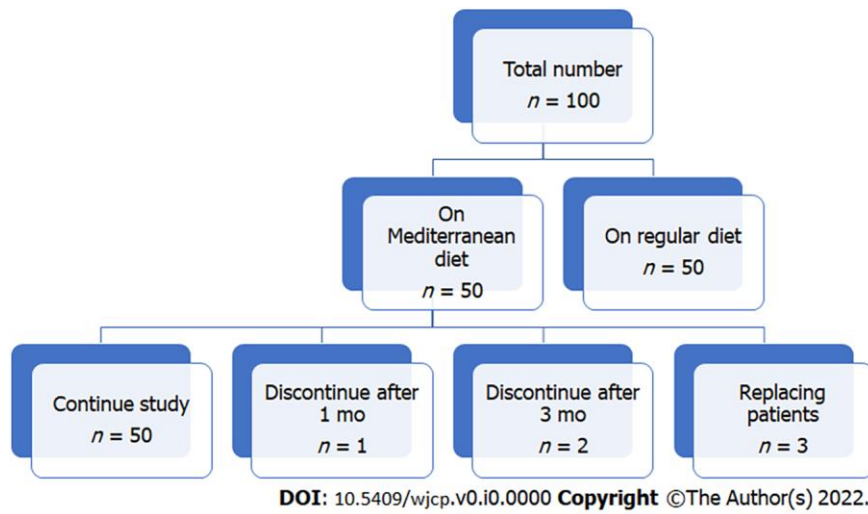 Total number
n = 100
On
Mediterranean
diet
n = 50
On regular diet
n = 50
Continue study
n = 50
Discontinue after
1 mo
n = 1
Discontinue after
3 mo
n = 2
Replacing
patients
n = 3
DOI: 10.5409/wjcp.v0.i0.0000 Copyright ©The Author(s) 2022.